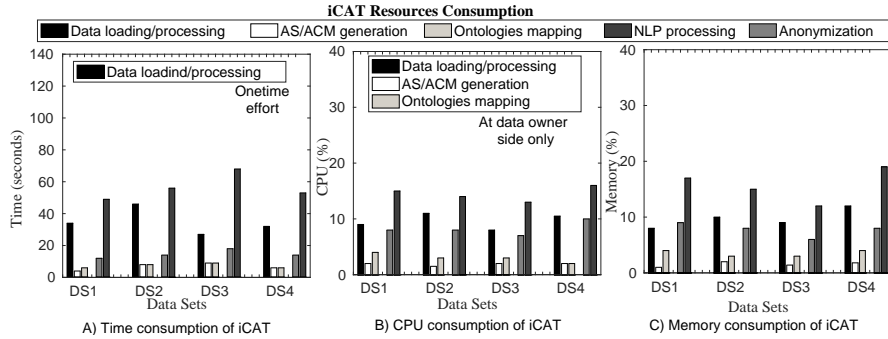 iCAT Resources Consumption
Data loading/processing AS/ACM generation Ontologies mapping NLP processing Anonymization
140
120
100
80
60
40
20
0
Time (seconds)
Data loadind/processing
Onetime
effort
DS1 DS2 DS3 DS4
Data Sets
A) Time consumption of iCAT
40
30
20
10
0
CPU (%)
Data loading/processing
AS/ACM generation
Ontologies mapping
At data owner
side only
DS1 DS2 DS3 DS4
Data Sets
B) CPU consumption of iCAT
40
30
20
10
0
Memory (%)
DS1 DS2 DS3 DS4
Data Sets
C) Memory consumption of iCAT